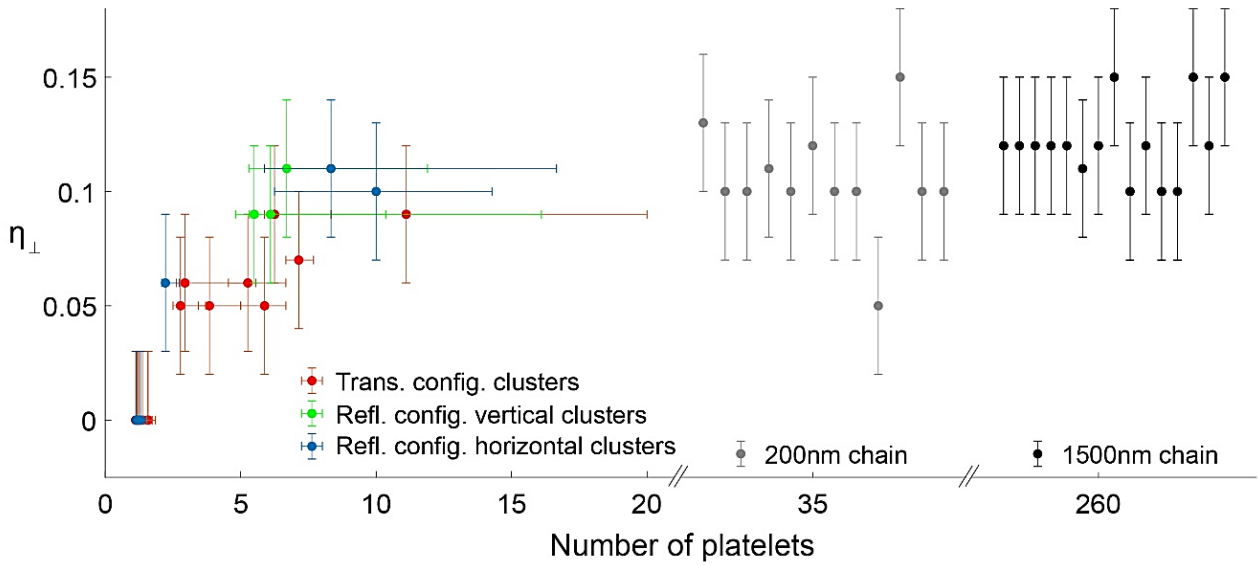 0.15
0.1
η⊥
0.05
0
Trans. config. clusters
Refl. config. vertical clusters
Refl. config. horizontal clusters
200nm chain
1500nm chain
0 5 10 15 20 35 260
Number of platelets